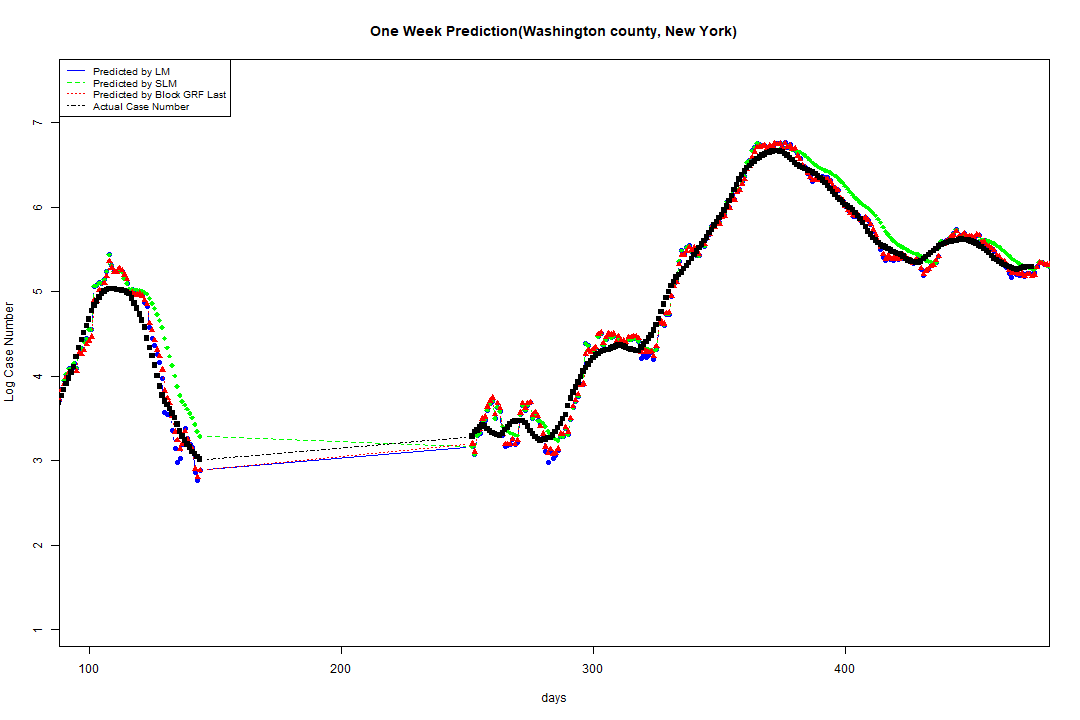 One Week Prediction(Washington county, New York)
Predicted by LM
Predicted by SLM
Predicted by Block GRF Last
Actual Case Number
7
6
5
4
3
2
1
Log Case Number
100 200 300 400
days